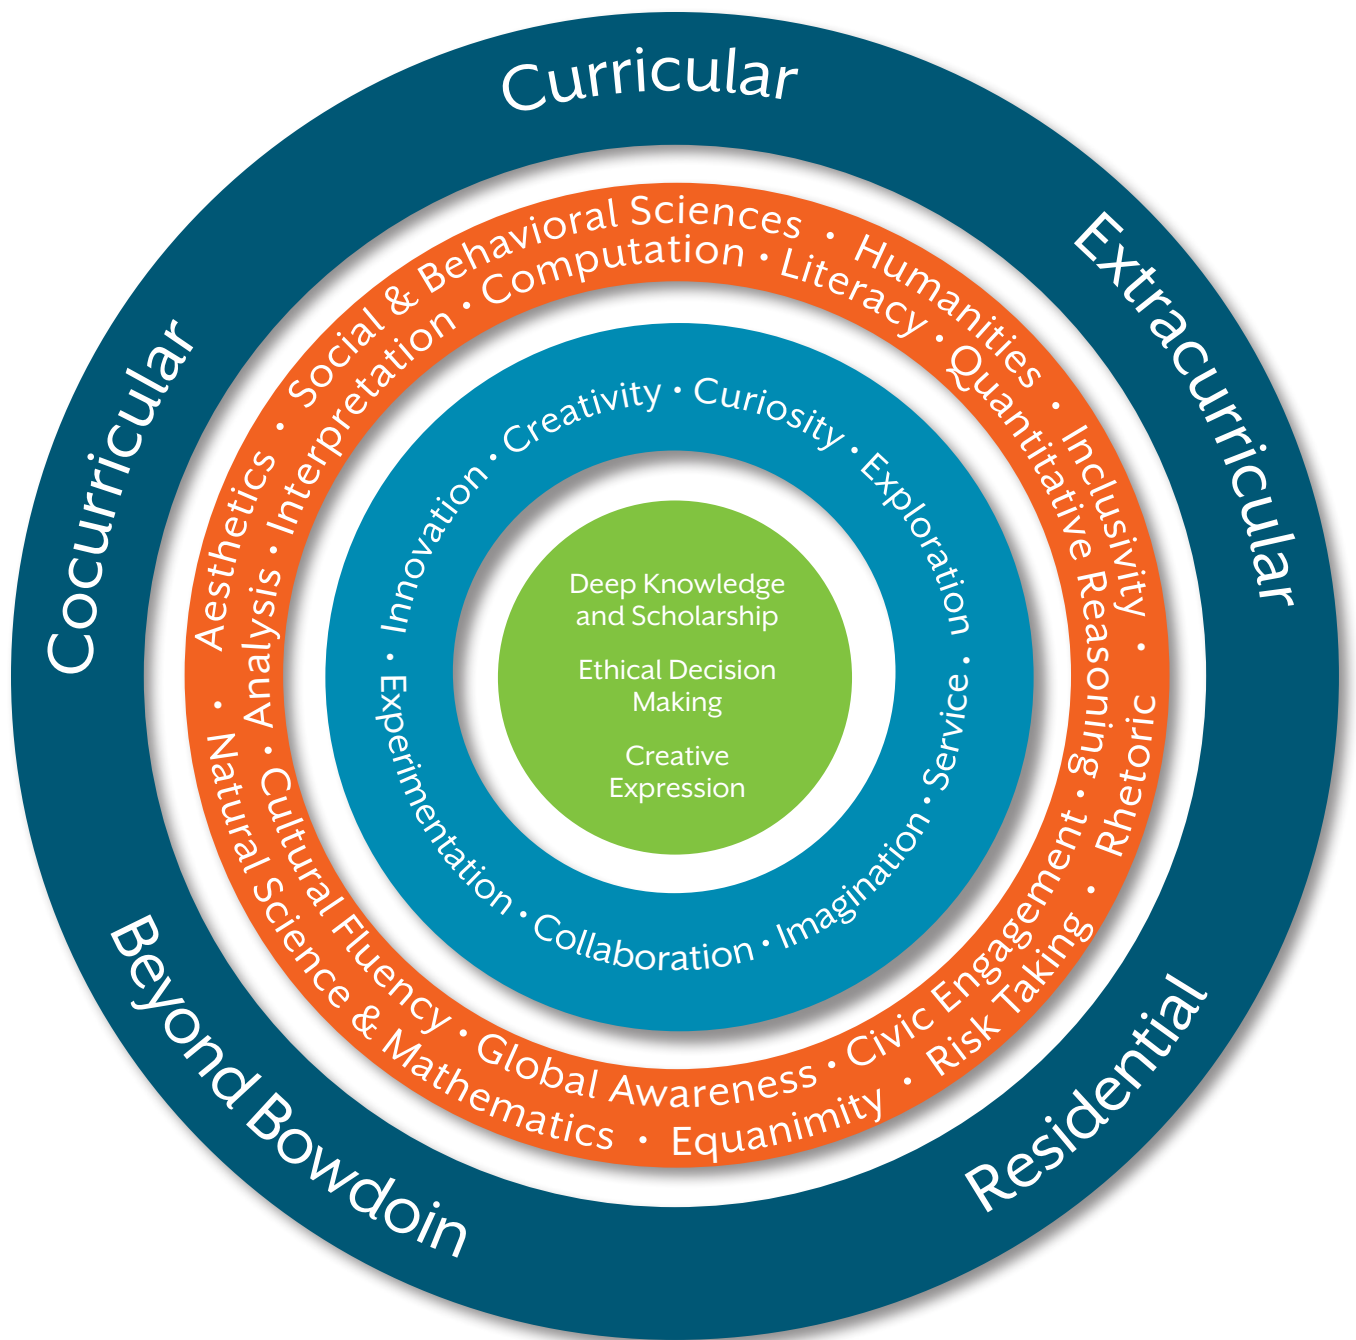 Curricular
Extracurricular
Residential
Beyond Bowdoin
Cocurricular
Social & Behavioral Sciences · Humanities · Inclusivity · Rhetoric · Risk Taking · Equanimity · Natural Science & Mathematics · Aesthetics ·
Computation · Literacy · Quantitative Reasoning · Civic Engagement · Global Awareness · Cultural Fluency · Analysis · Interpretation ·
Creativity · Curiosity · Exploration · Service · Imagination · Collaboration · Experimentation · Innovation ·
Deep Knowledge
and Scholarship
Ethical Decision
Making
Creative
Expression